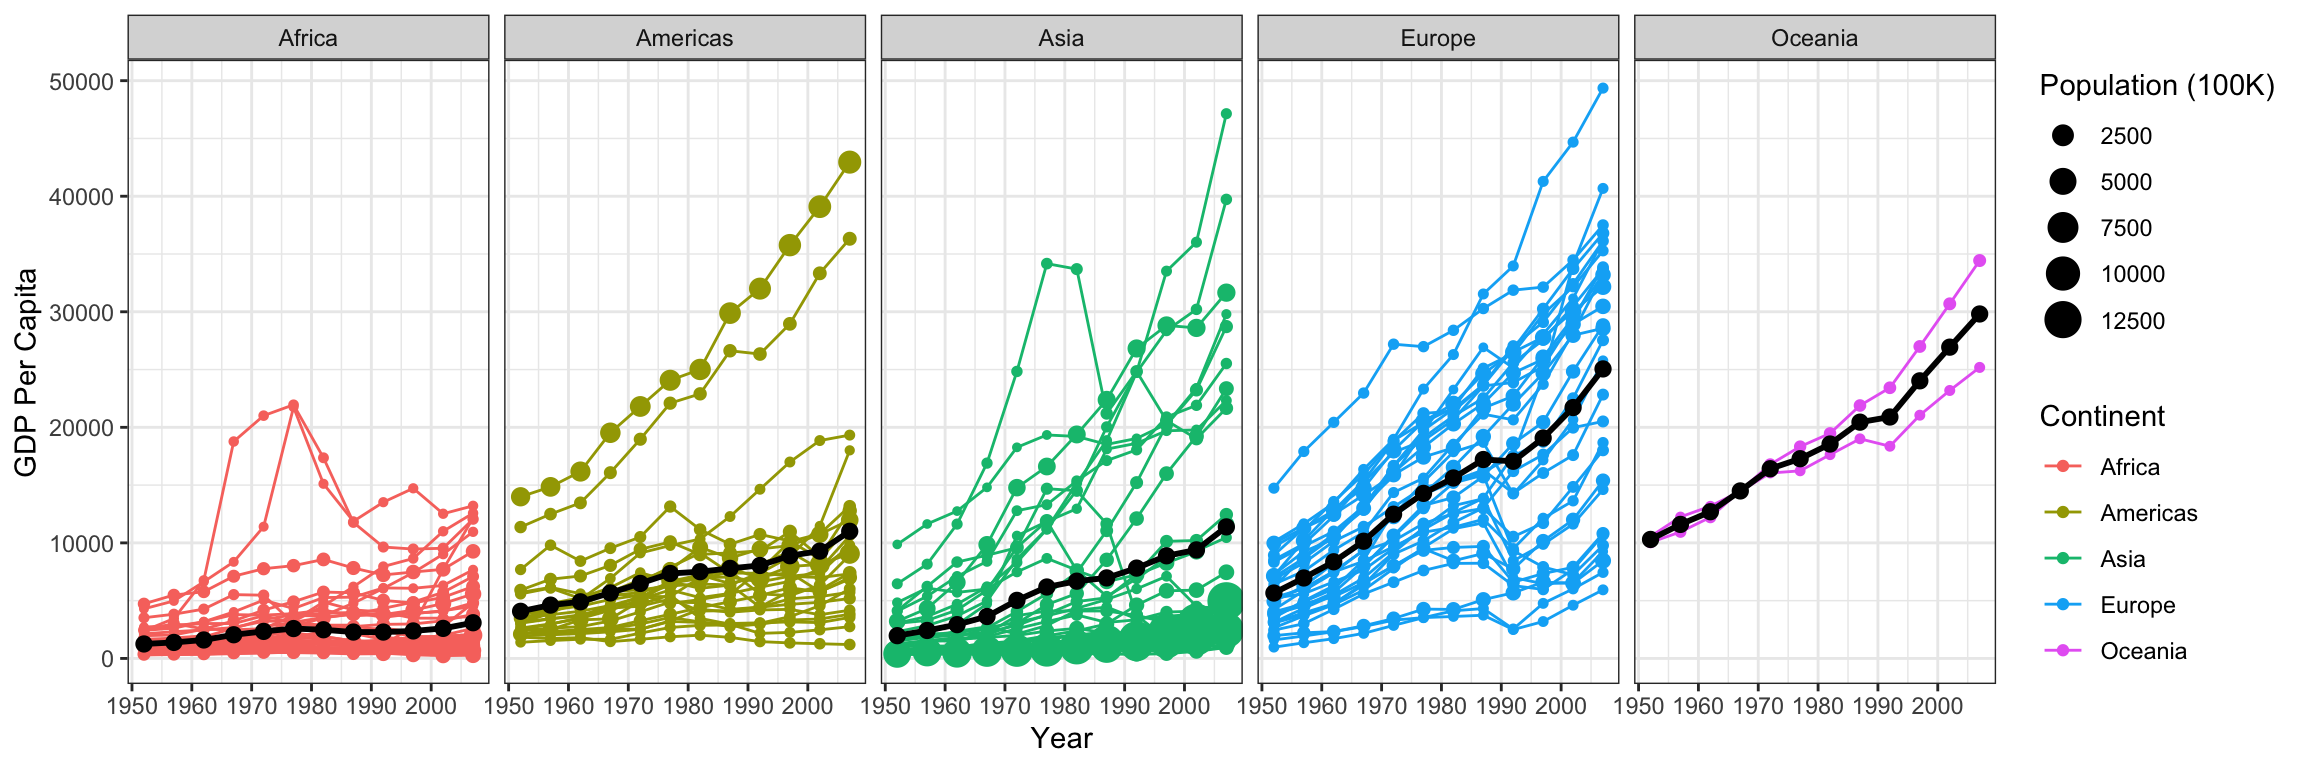 Africa
Americas
Asia
Europe
Oceania
GDP Per Capita
50000
40000
30000
20000
10000
0
1950 1960 1970 1980 1990 2000
1950 1960 1970 1980 1990 2000
1950 1960 1970 1980 1990 2000
1950 1960 1970 1980 1990 2000
1950 1960 1970 1980 1990 2000
Year
Population (100K)
2500
5000
7500
10000
12500
Continent
Africa
Americas
Asia
Europe
Oceania